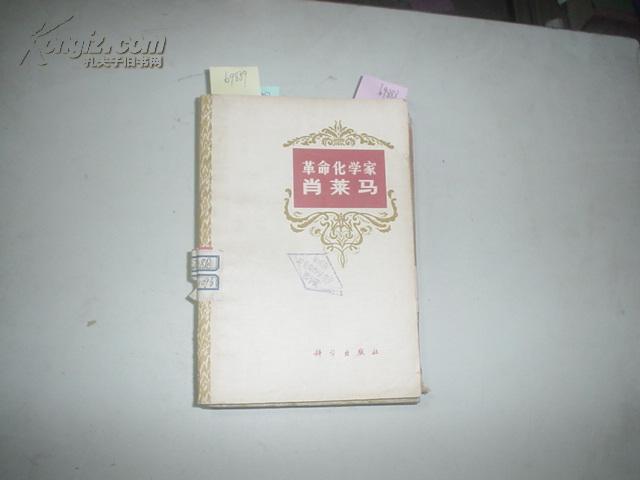 Kongfz.com
孔夫子旧书网
69889
革命化学家
肖莱马
科学出版社